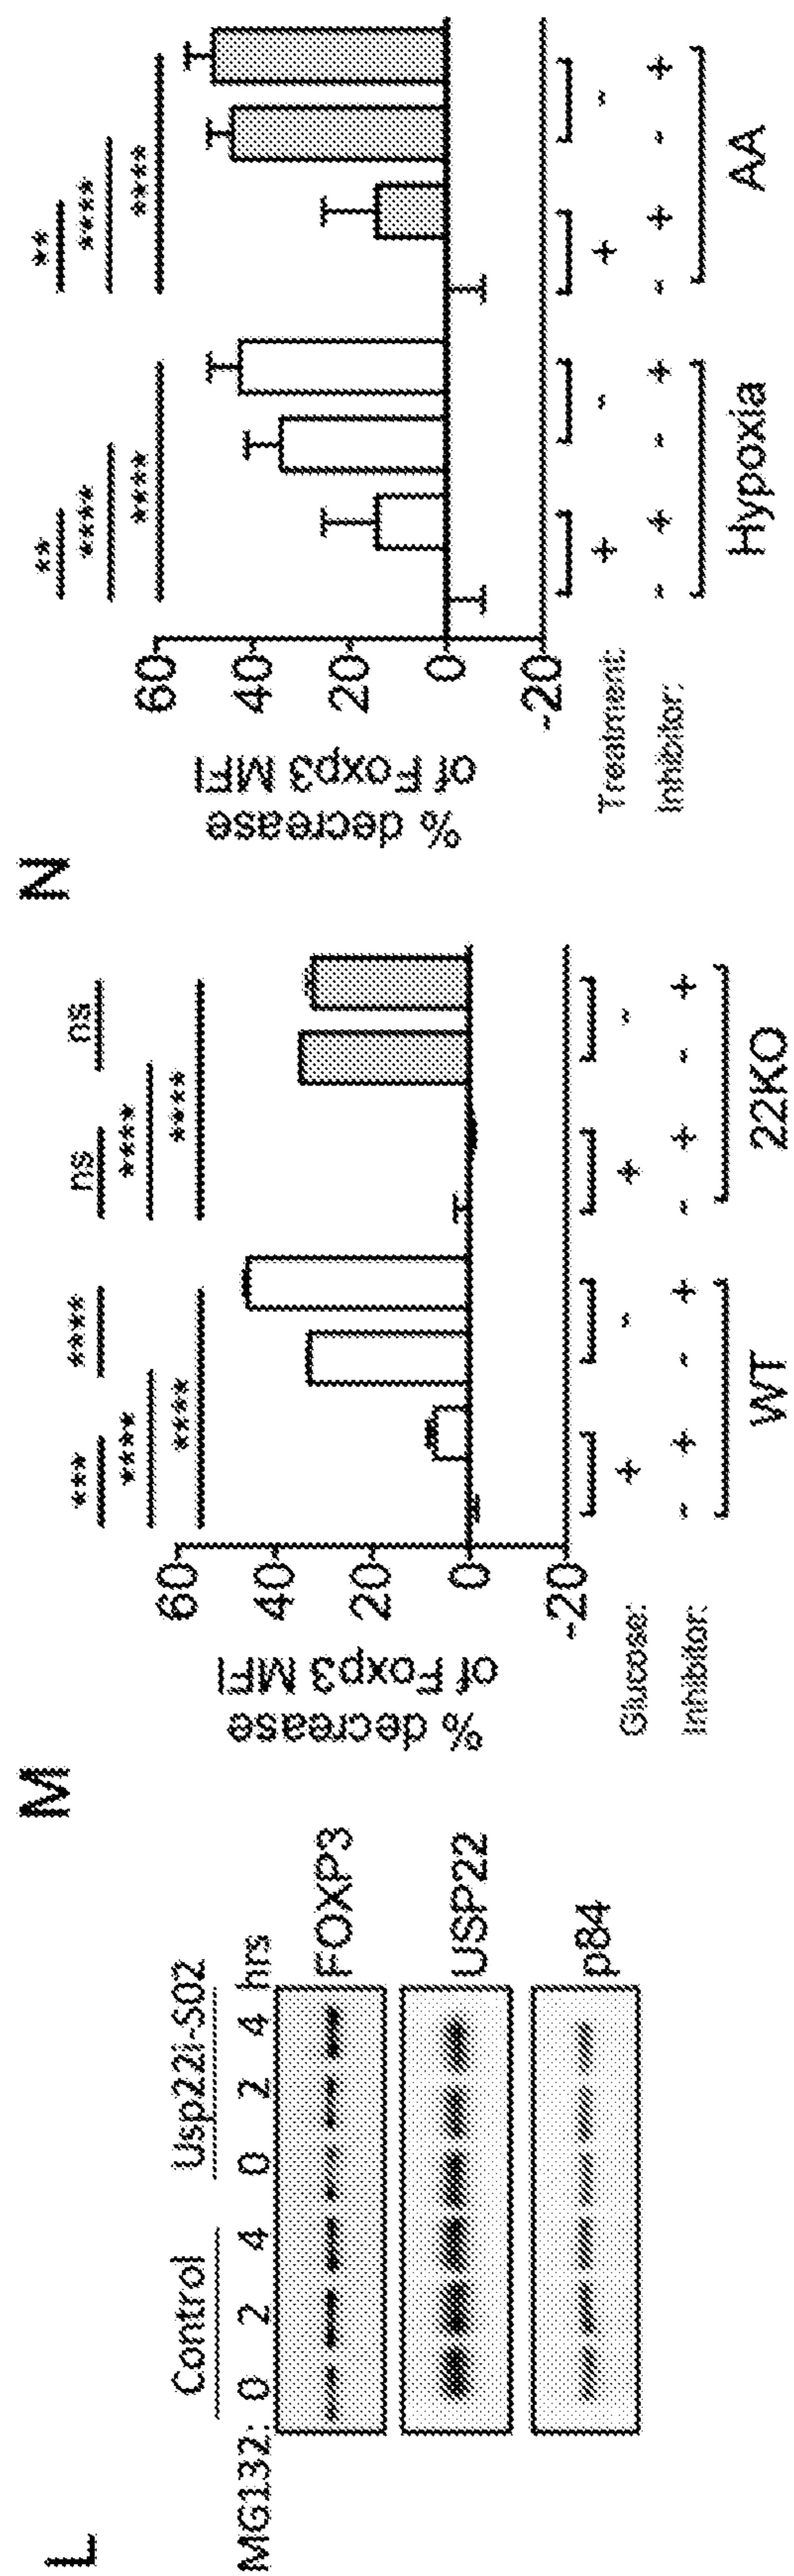 L
Control Usp22i-S02
MG132: 0 2 4 0 2 4 hrs
FOXP3
USP22
p84
M
*** **** ns ns
**** ****
**** ****
% decrease
of Foxp3 MFI
60
40
20
0
-20
Glucose: + - + -
Inhibitor: - + - + - + - +
WT 22KO
N
** **
**** ****
**** ****
% decrease
of Foxp3 MFI
60
40
20
0
-20
Treatment: + - + -
Inhibitor: - + - + - + - +
Hypoxia AA